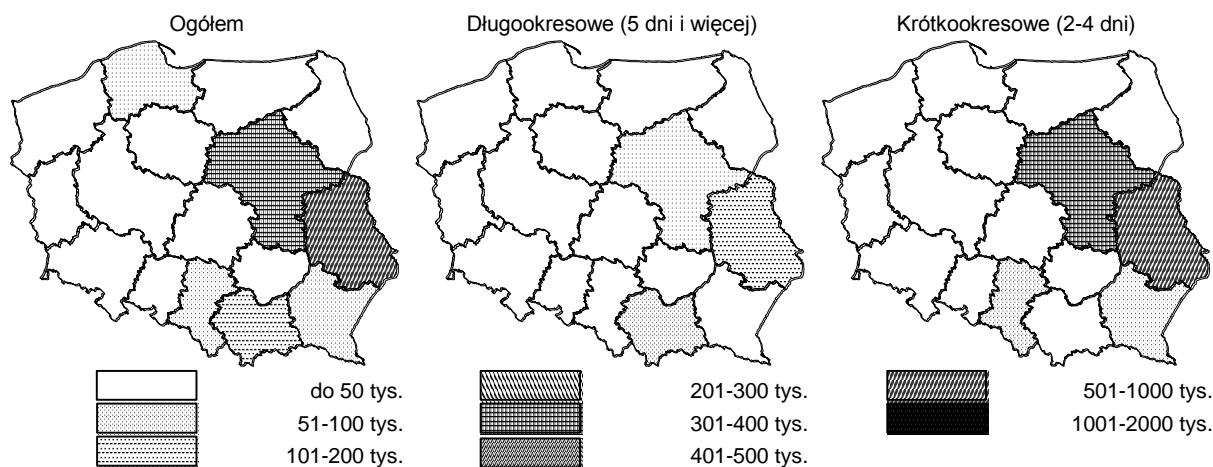 Ogółem
Długookresowe (5 dni i więcej)
Krótkookresowe (2-4 dni)
do 50 tys.
51-100 tys.
101-200 tys.
201-300 tys.
301-400 tys.
401-500 tys.
501-1000 tys.
1001-2000 tys.